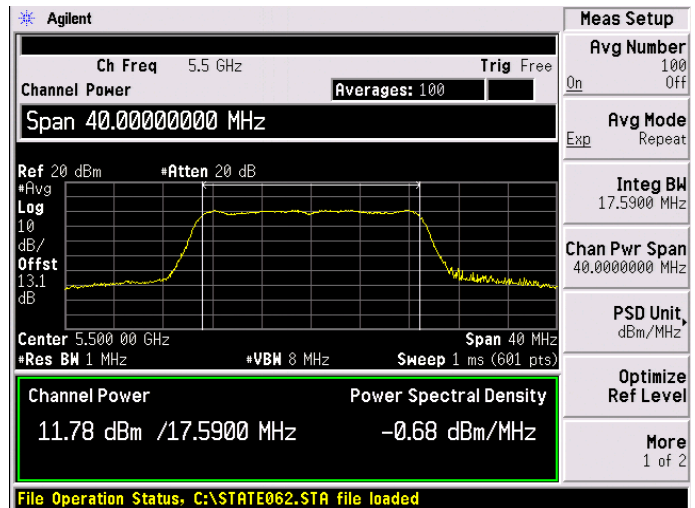 Agilent
Meas Setup
Ch Freq 5.5 GHz Trig Free
Channel Power Averages: 100
Span 40.00000000 MHz
Ref 20 dBm #Atten 20 dB
#Avg
Log
10
dB/
Offst
13.1
dB
Center 5.500 00 GHz Span 40 MHz
#Res BW 1 MHz #VBW 8 MHz Sweep 1 ms (601 pts)
Channel Power Power Spectral Density
11.78 dBm /17.5900 MHz -0.68 dBm/MHz
File Operation Status, C:\STATE062.STA file loaded
Avg Number
100
On Off
Avg Mode
Exp Repeat
Integ BW
17.5900 MHz
Chan Pwr Span
40.0000000 MHz
PSD Unit
dBm/MHz
Optimize
Ref Level
More
1 of 2